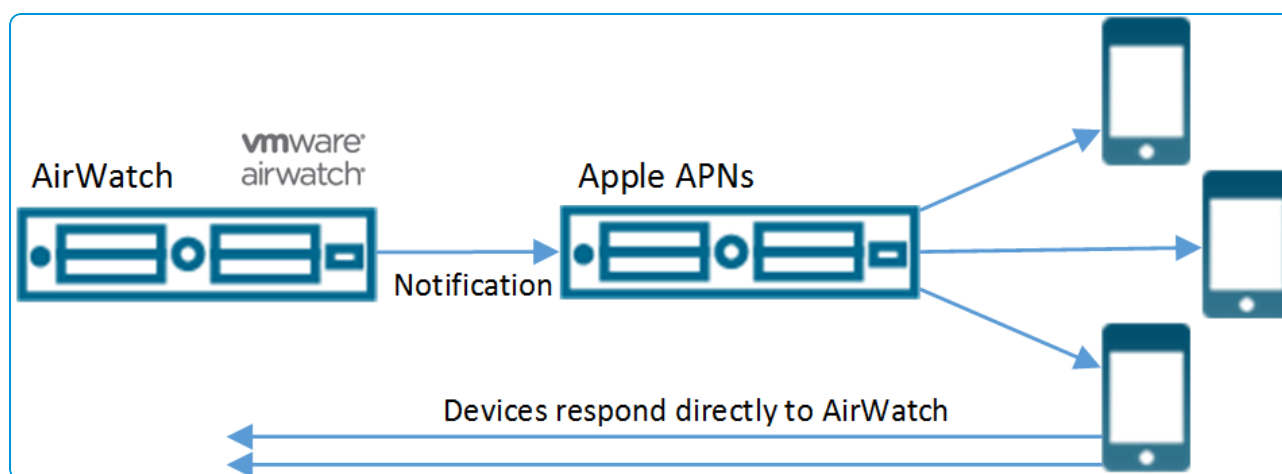 AirWatch
vmware®
airwatch
Apple APNs
Notification
Devices respond directly to AirWatch